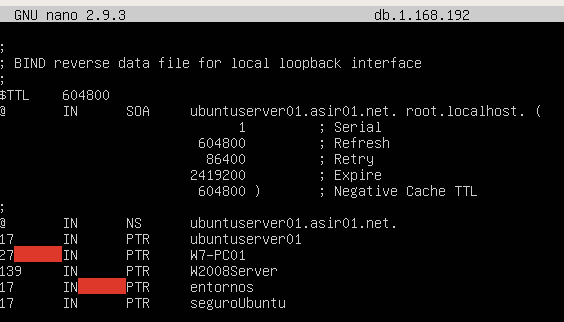 GNU nano 2.9.3 db.1.168.192
;
; BIND reverse data file for local loopback interface
;
$TTL 604800
@ IN SOA ubuntuserver01.asir01.net. root.localhost. (
1 ; Serial
604800 ; Refresh
86400 ; Retry
2419200 ; Expire
604800 ) ; Negative Cache TTL
;
@ IN NS ubuntuserver01.asir01.net.
17 IN PTR ubuntuserver01
27 IN PTR W7-PC01
139 IN PTR W2008Server
17 IN PTR entornos
17 IN PTR seguroUbuntu